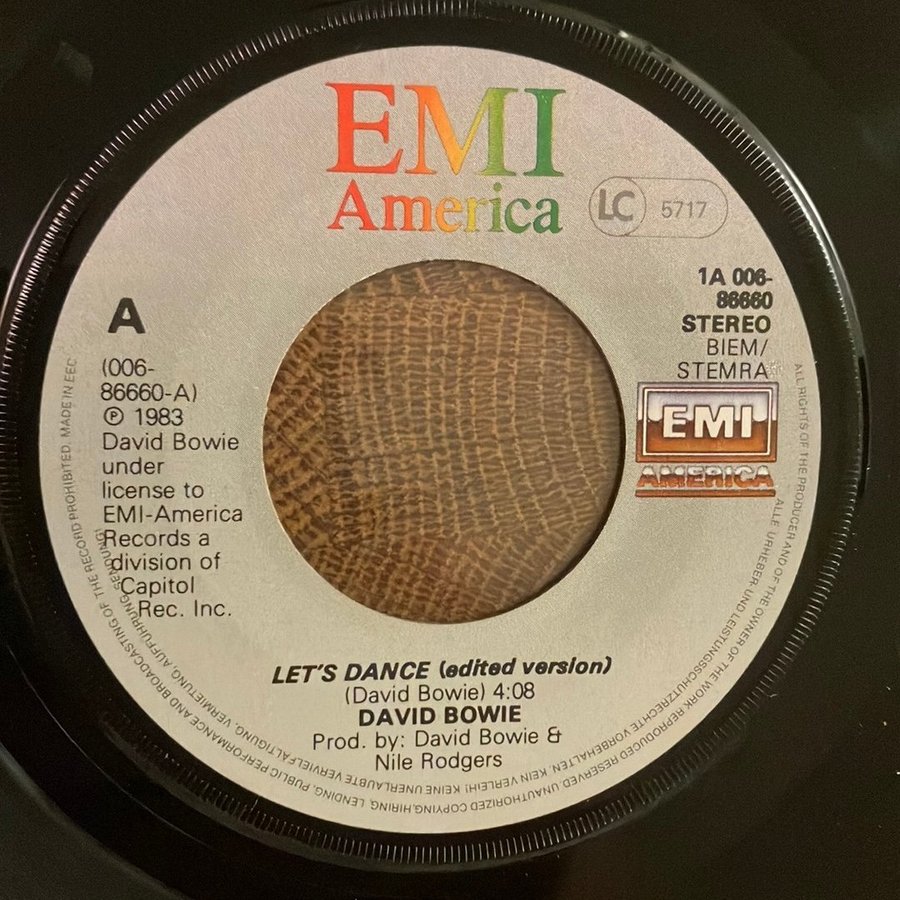 EMI
America
LC 5717
1A 006-
86660
STEREO
BIEM/
STEMRA
EMI
AMERICA
A
(006-
86660-A)
℗ 1983
David Bowie
under
license to
EMI-America
Records a
division of
Capitol
Rec. Inc.
LET'S DANCE (edited version)
(David Bowie) 4:08
DAVID BOWIE
Prod. by: David Bowie &
Nile Rodgers
ALL RIGHTS OF THE PRODUCER AND OF THE OWNER OF THE WORK REPRODUCED RESERVED. UNAUTHORIZED COPYING, HIRING, LENDING, PUBLIC PERFORMANCE AND BROADCASTING OF THE RECORD PROHIBITED. MADE IN EEC
ALLE URHEBER- UND LEISTUNGSSCHUTZRECHTE VORBEHALTEN. KEIN VERLEIH! KEINE UNERLAUBTE VERVIELFÄLTIGUNG, VERMIETUNG, AUFFÜHRUNG, SENDUNG!